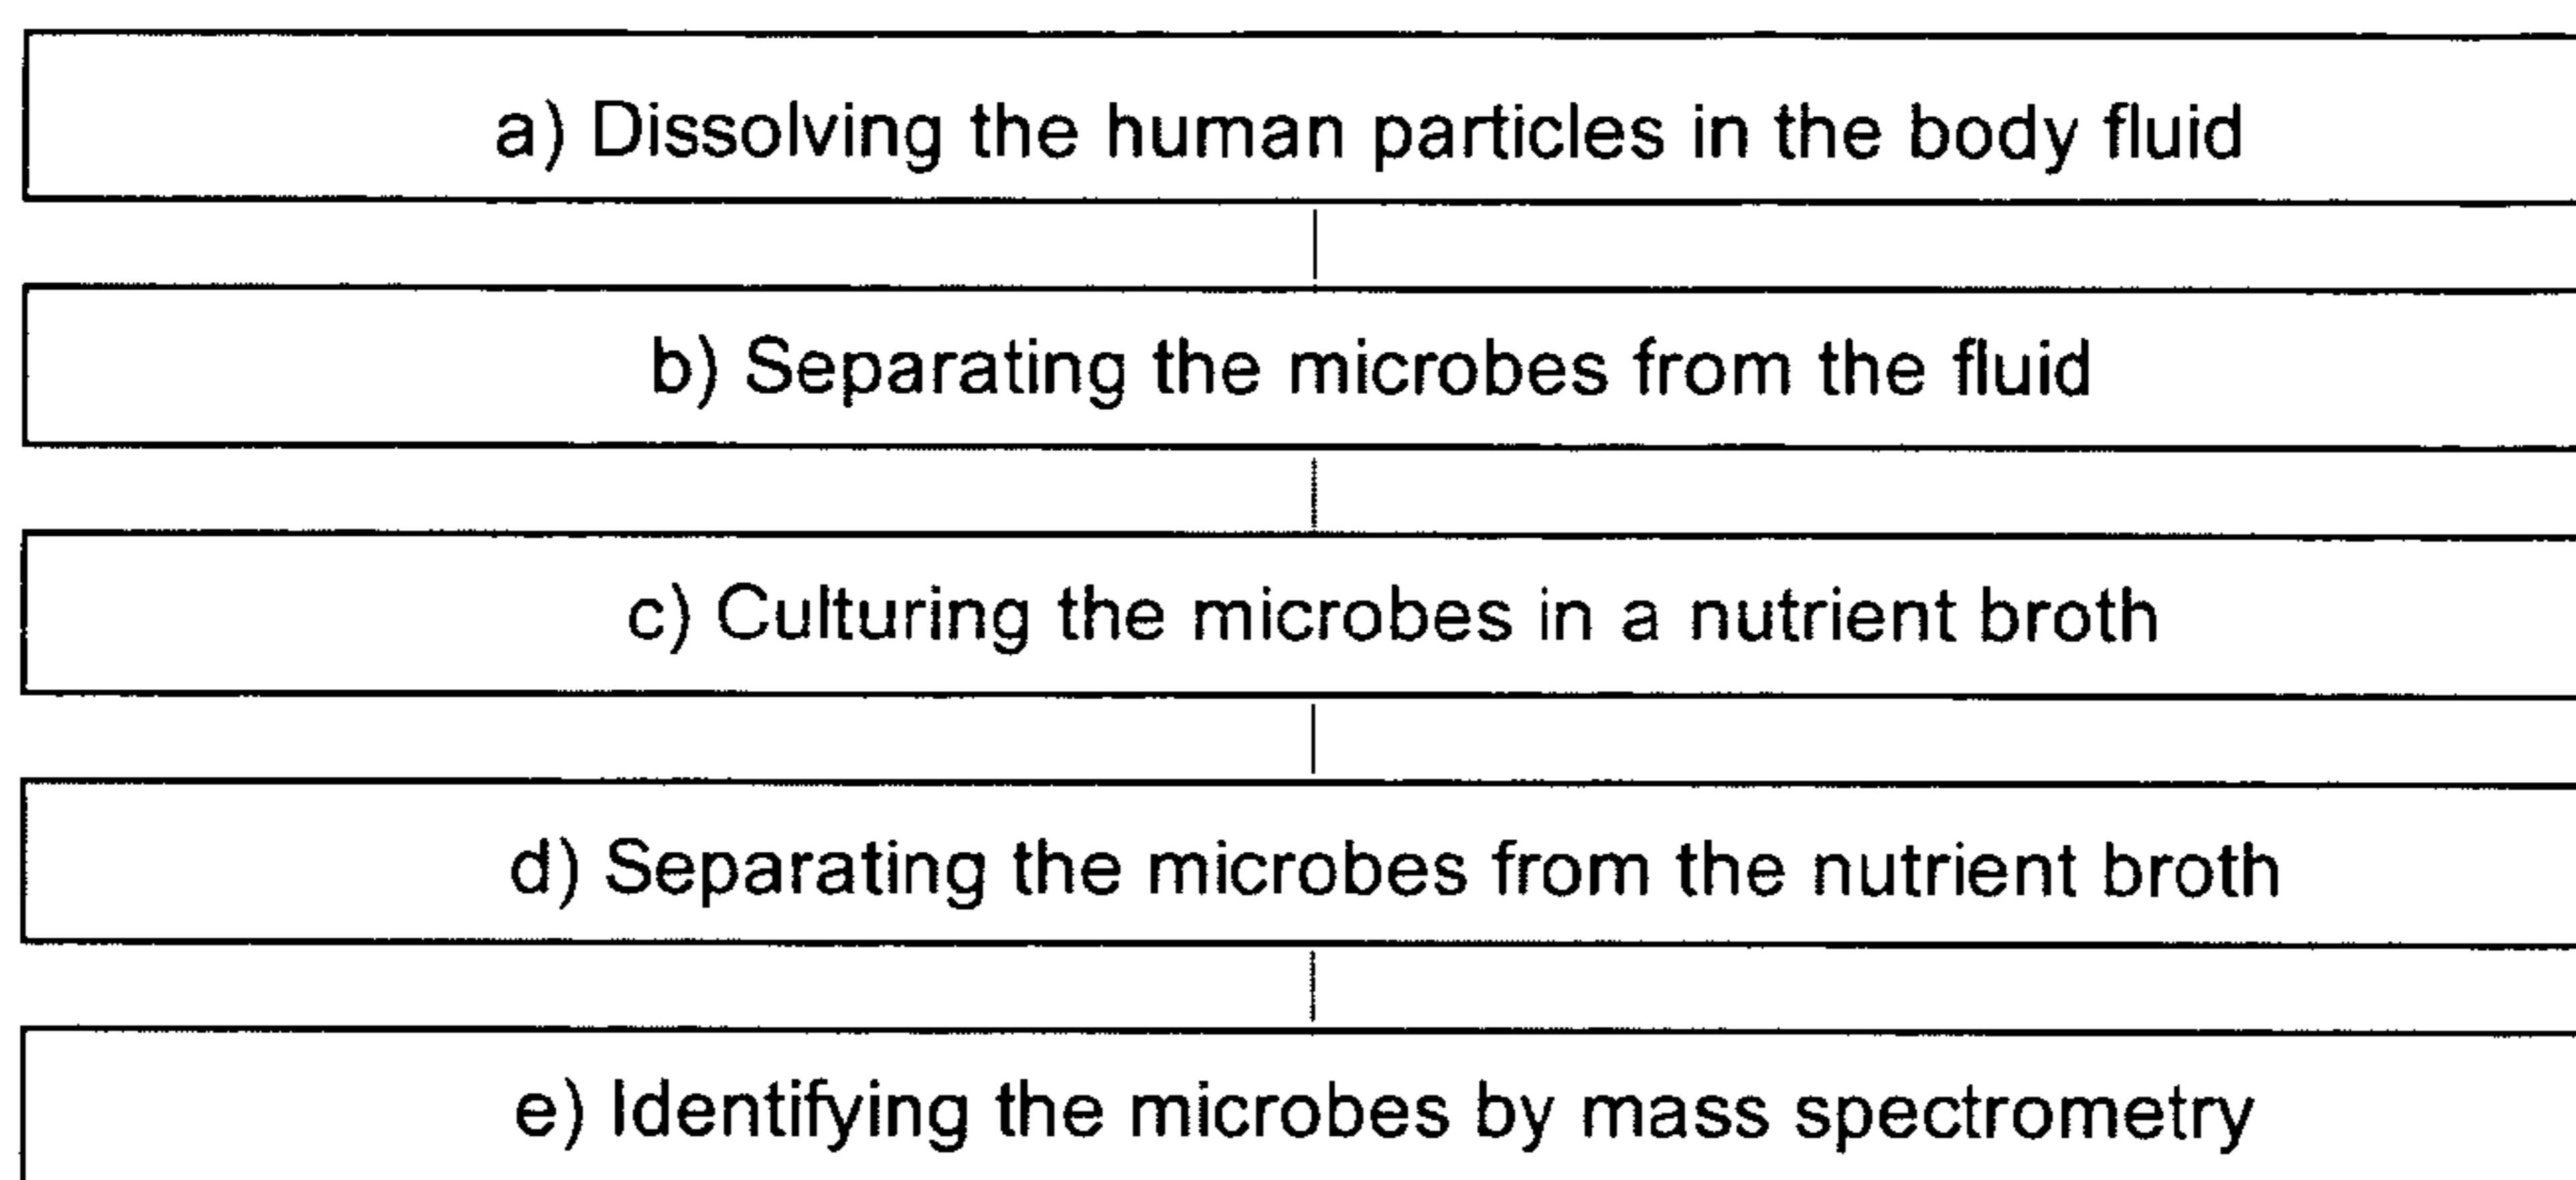 a) Dissolving the human particles in the body fluid
b) Separating the microbes from the fluid
c) Culturing the microbes in a nutrient broth
d) Separating the microbes from the nutrient broth
e) Identifying the microbes by mass spectrometry